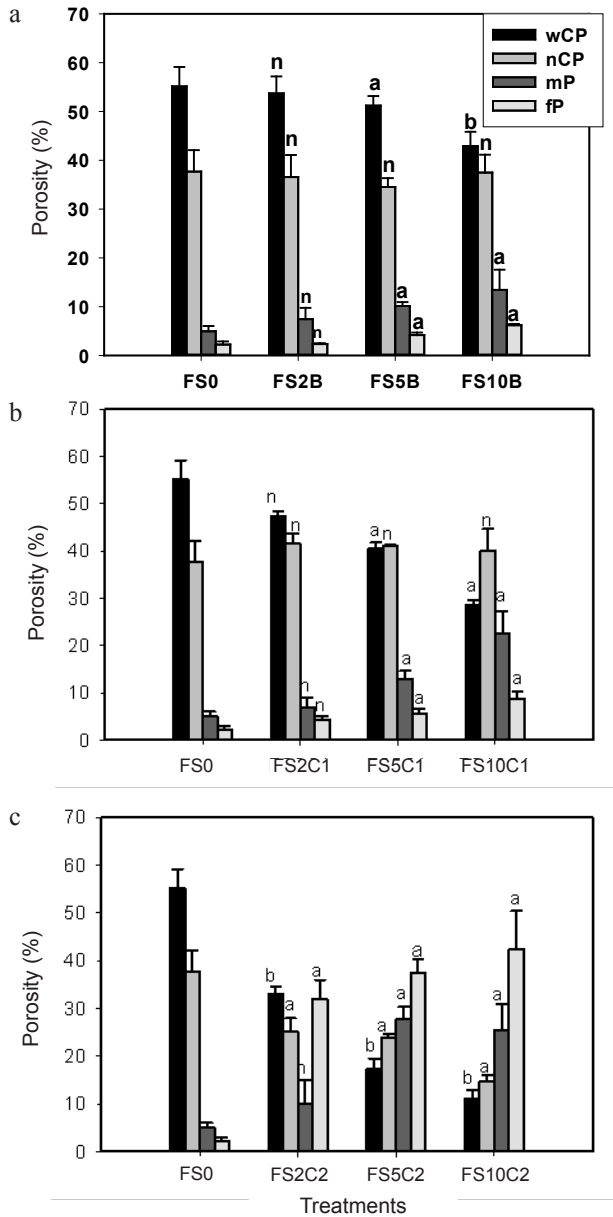 a
70
60
50
40
30
20
10
0
Porosity (%)
wCP
nCP
mP
fP
n
n
n
n
a
n
a
a
b
n
a
a
FS0 FS2B FS5B FS10B
b
70
60
50
40
30
20
10
0
Porosity (%)
n
n
n
n
a
n
a
a
a
n
a
a
FS0 FS2C1 FS5C1 FS10C1
c
70
60
50
40
30
20
10
0
Porosity (%)
b
a
n
a
b
a
a
a
b
a
a
a
FS0 FS2C2 FS5C2 FS10C2
Treatments